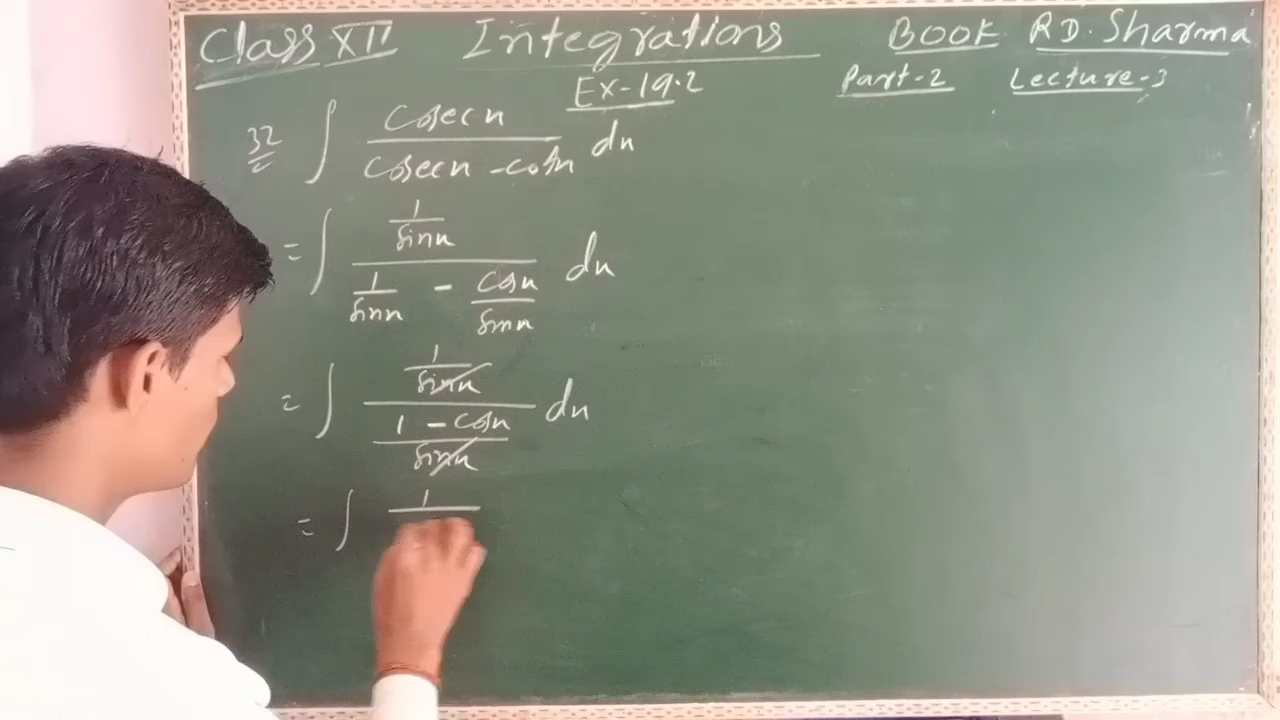 Class XII Integrations Book RD. Sharma
Ex-19.2 Part-2 Lecture-3
32 ∫ cosecx / (cosecx - cotx) dx
= ∫ (1/sinx) / (1/sinx - cosx/sinx) dx
= ∫ (1/sinx) / ((1 - cosx)/sinx) dx
= ∫ 1